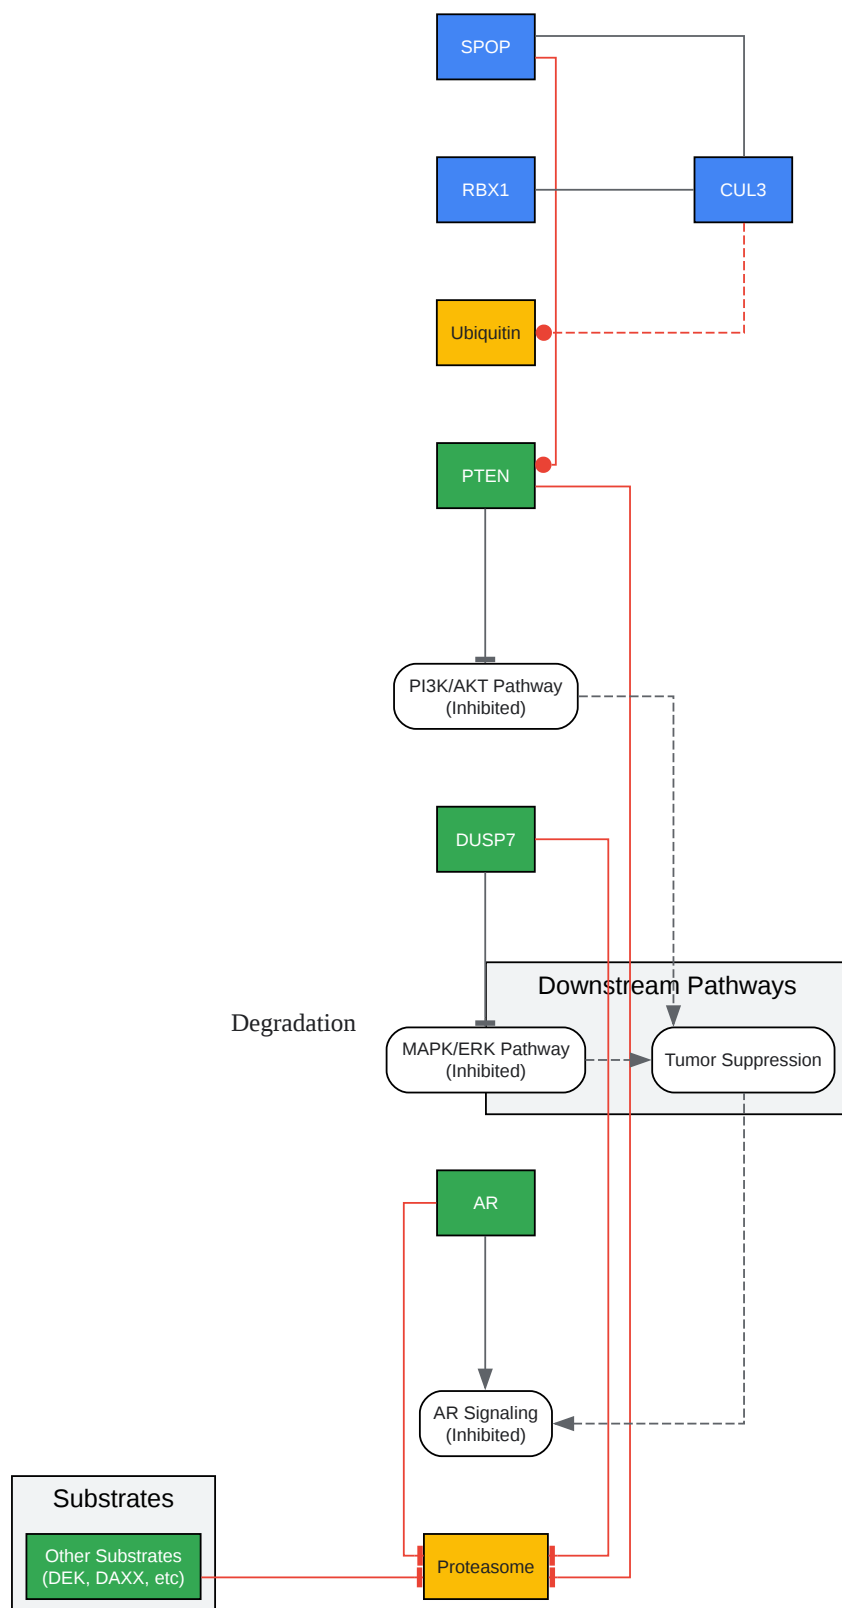 SPOP
RBX1
CUL3
Ubiquitin
PTEN
PI3K/AKT Pathway
(Inhibited)
DUSP7
Downstream Pathways
Degradation
MAPK/ERK Pathway
(Inhibited)
Tumor Suppression
AR
AR Signaling
(Inhibited)
Substrates
Other Substrates
(DEK, DAXX, etc)
Proteasome